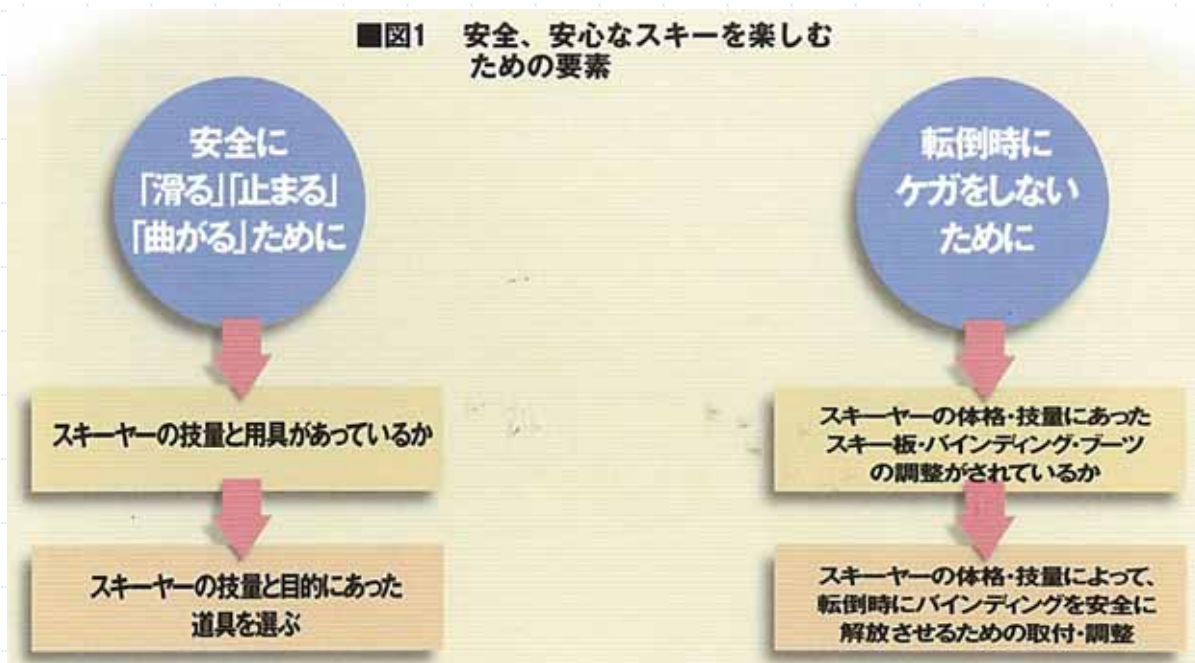 ■図1 安全、安心なスキーを楽しむ
ための要素
安全に
「滑る」「止まる」
「曲がる」ために
スキーヤーの技量と用具があっているか
スキーヤーの技量と目的にあった
道具を選ぶ
転倒時に
ケガをしない
ために
スキーヤーの体格・技量にあった
スキー板・バインディング・ブーツ
の調整がされているか
スキーヤーの体格・技量によって、
転倒時にバインディングを安全に
解放させるための取付・調整